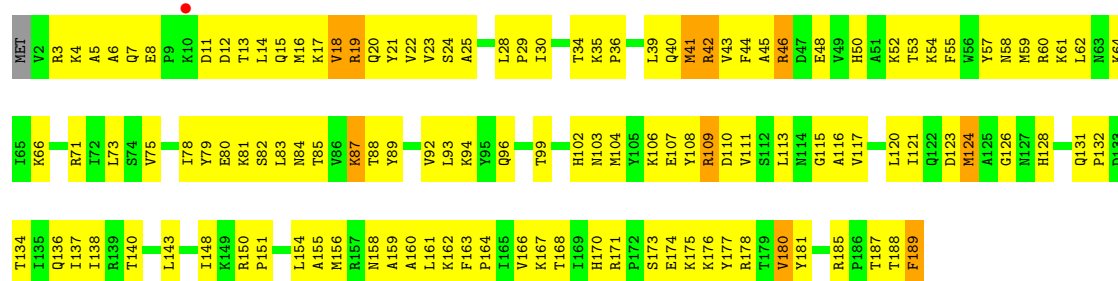 MET V2 R3 K4 A5 A6 Q7 E8 P9 K10 D11 D12 T13 L14 Q15 M16 K17 V18 R19 Q20 Y21 V22 V23 S24 A25 L28 P29 I30 T34 K35 P36 L39 Q40 M41 R42 V43 F44 A45 R46 D47 E48 V49 H50 A51 K52 T53 K54 F55 W56 Y57 N58 M59 R60 K61 L62 N63 K64
I65 K66 R71 I72 L73 S74 V75 I78 Y79 E80 K81 S82 L83 N84 T85 V86 K87 T88 Y89 V92 L93 K94 Y95 Q96 T99 H102 N103 M104 Y105 K106 E107 Y108 R109 D110 V111 S112 L113 N114 G115 A116 V117 L120 I121 Q122 D123 M124 A125 G126 N127 H128 Q131 P132 D133
T134 I135 Q136 I137 I138 R139 T140 L143 I148 K149 R150 P151 L154 A155 M156 R157 N158 A159 A160 L161 K162 F163 P164 I165 V166 K167 T168 I169 H170 R171 P172 S173 E174 K175 K176 Y177 R178 T179 V180 Y181 R185 P186 T187 T188 F189